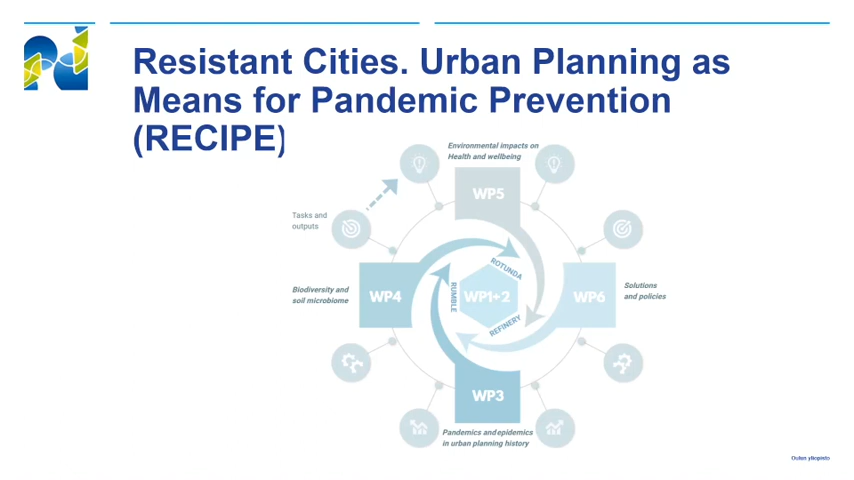 Resistant Cities. Urban Planning as
Means for Pandemic Prevention
(RECIPE)
Environmental impacts on
Health and wellbeing
WP5
Tasks and
outputs
ROTUNDA
Biodiversity and
soil microbiome
WP4
RUMBLE
WP1+2
WP6
Solutions
and policies
REFINERY
WP3
Pandemics and epidemics
in urban planning history
Oulun yliopisto